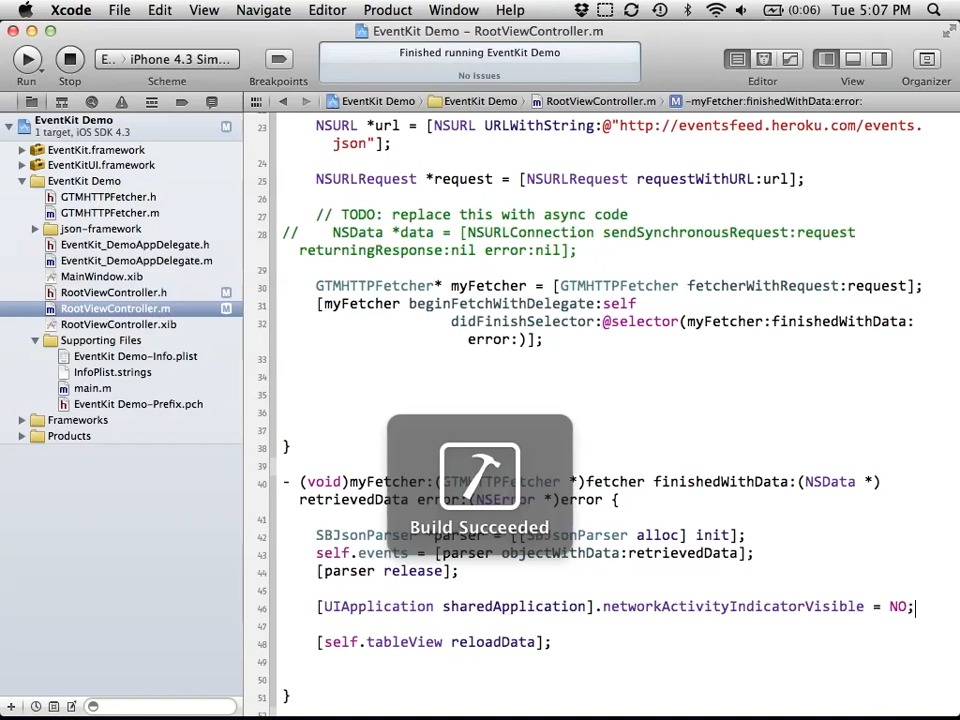 Xcode File Edit View Navigate Editor Product Window Help (0:06) Tue 5:07 PM
EventKit Demo - RootViewController.m
E.. iPhone 4.3 Sim...
Finished running EventKit Demo
No Issues
Run Stop Scheme Breakpoints Editor View Organizer
EventKit Demo EventKit Demo RootViewController.m M -myFetcher:finishedWithData:error:
EventKit Demo M
1 target, iOS SDK 4.3
EventKit.framework
EventKitUI.framework
EventKit Demo
h GTMHTTPFetcher.h
m GTMHTTPFetcher.m
json-framework
h EventKit_DemoAppDelegate.h
m EventKit_DemoAppDelegate.m
MainWindow.xib
h RootViewController.h M
m RootViewController.m M
RootViewController.xib
Supporting Files
EventKit Demo-Info.plist
InfoPlist.strings
m main.m
h EventKit Demo-Prefix.pch
Frameworks
Products
23 NSURL *url = [NSURL URLWithString:@"http://eventsfeed.heroku.com/events.
json"];
24
25 NSURLRequest *request = [NSURLRequest requestWithURL:url];
26
27 // TODO: replace this with async code
28 // NSData *data = [NSURLConnection sendSynchronousRequest:request
returningResponse:nil error:nil];
29
30 GTMHTTPFetcher* myFetcher = [GTMHTTPFetcher fetcherWithRequest:request];
31 [myFetcher beginFetchWithDelegate:self
32 didFinishSelector:@selector(myFetcher:finishedWithData:
error:)];
33
34
35
36
37
38 }
39
40 - (void)myFetcher:(GTMHTTPFetcher *)fetcher finishedWithData:(NSData *)
retrievedData error:(NSError *)error {
41
42 SBJsonParser *parser = [[SBJsonParser alloc] init];
43 self.events = [parser objectWithData:retrievedData];
44 [parser release];
45
46 [UIApplication sharedApplication].networkActivityIndicatorVisible = NO;
47
48 [self.tableView reloadData];
49
50
51 }
Build Succeeded